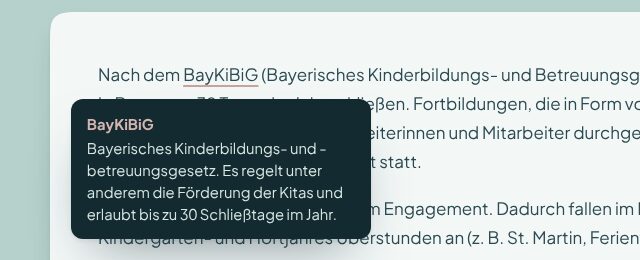 Nach dem BayKiBiG (Bayerisches Kinderbildungs- und Betreuungsg
eßen. Fortbildungen, die in Form vo
BayKiBiG
eiterinnen und Mitarbeiter durchge
Bayerisches Kinderbildungs- und -
betreuungsgesetz. Es regelt unter
t statt.
anderem die Förderung der Kitas und
erlaubt bis zu 30 Schließtage im Jahr.
m Engagement. Dadurch fallen im
Kindergarten- und Hortjahres Überstunden an (z. B. St. Martin, Ferien